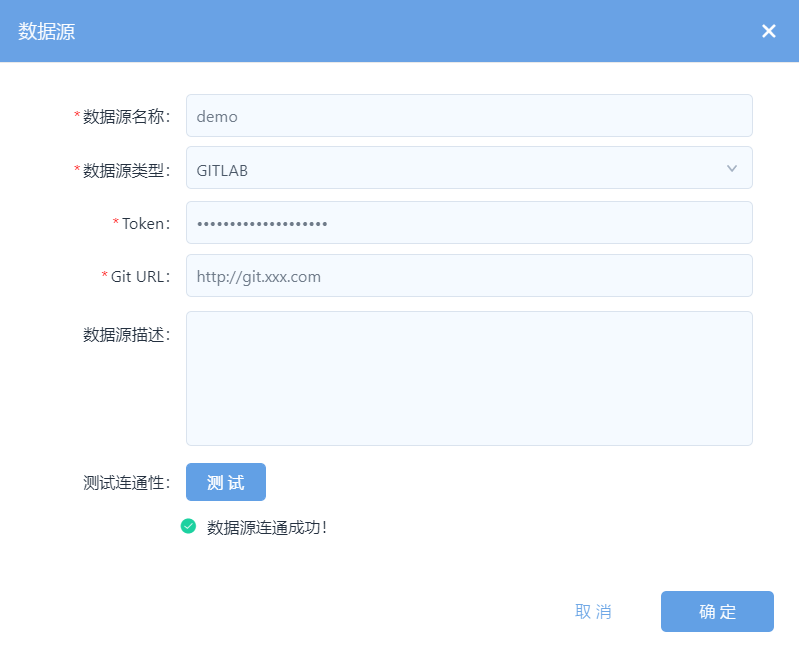 数据源
*数据源名称: demo
*数据源类型: GITLAB
*Token: ••••••••••••••••••••
*Git URL: http://git.xxx.com
数据源描述:
测试连通性: 测 试
数据源连通成功!
取 消 确 定